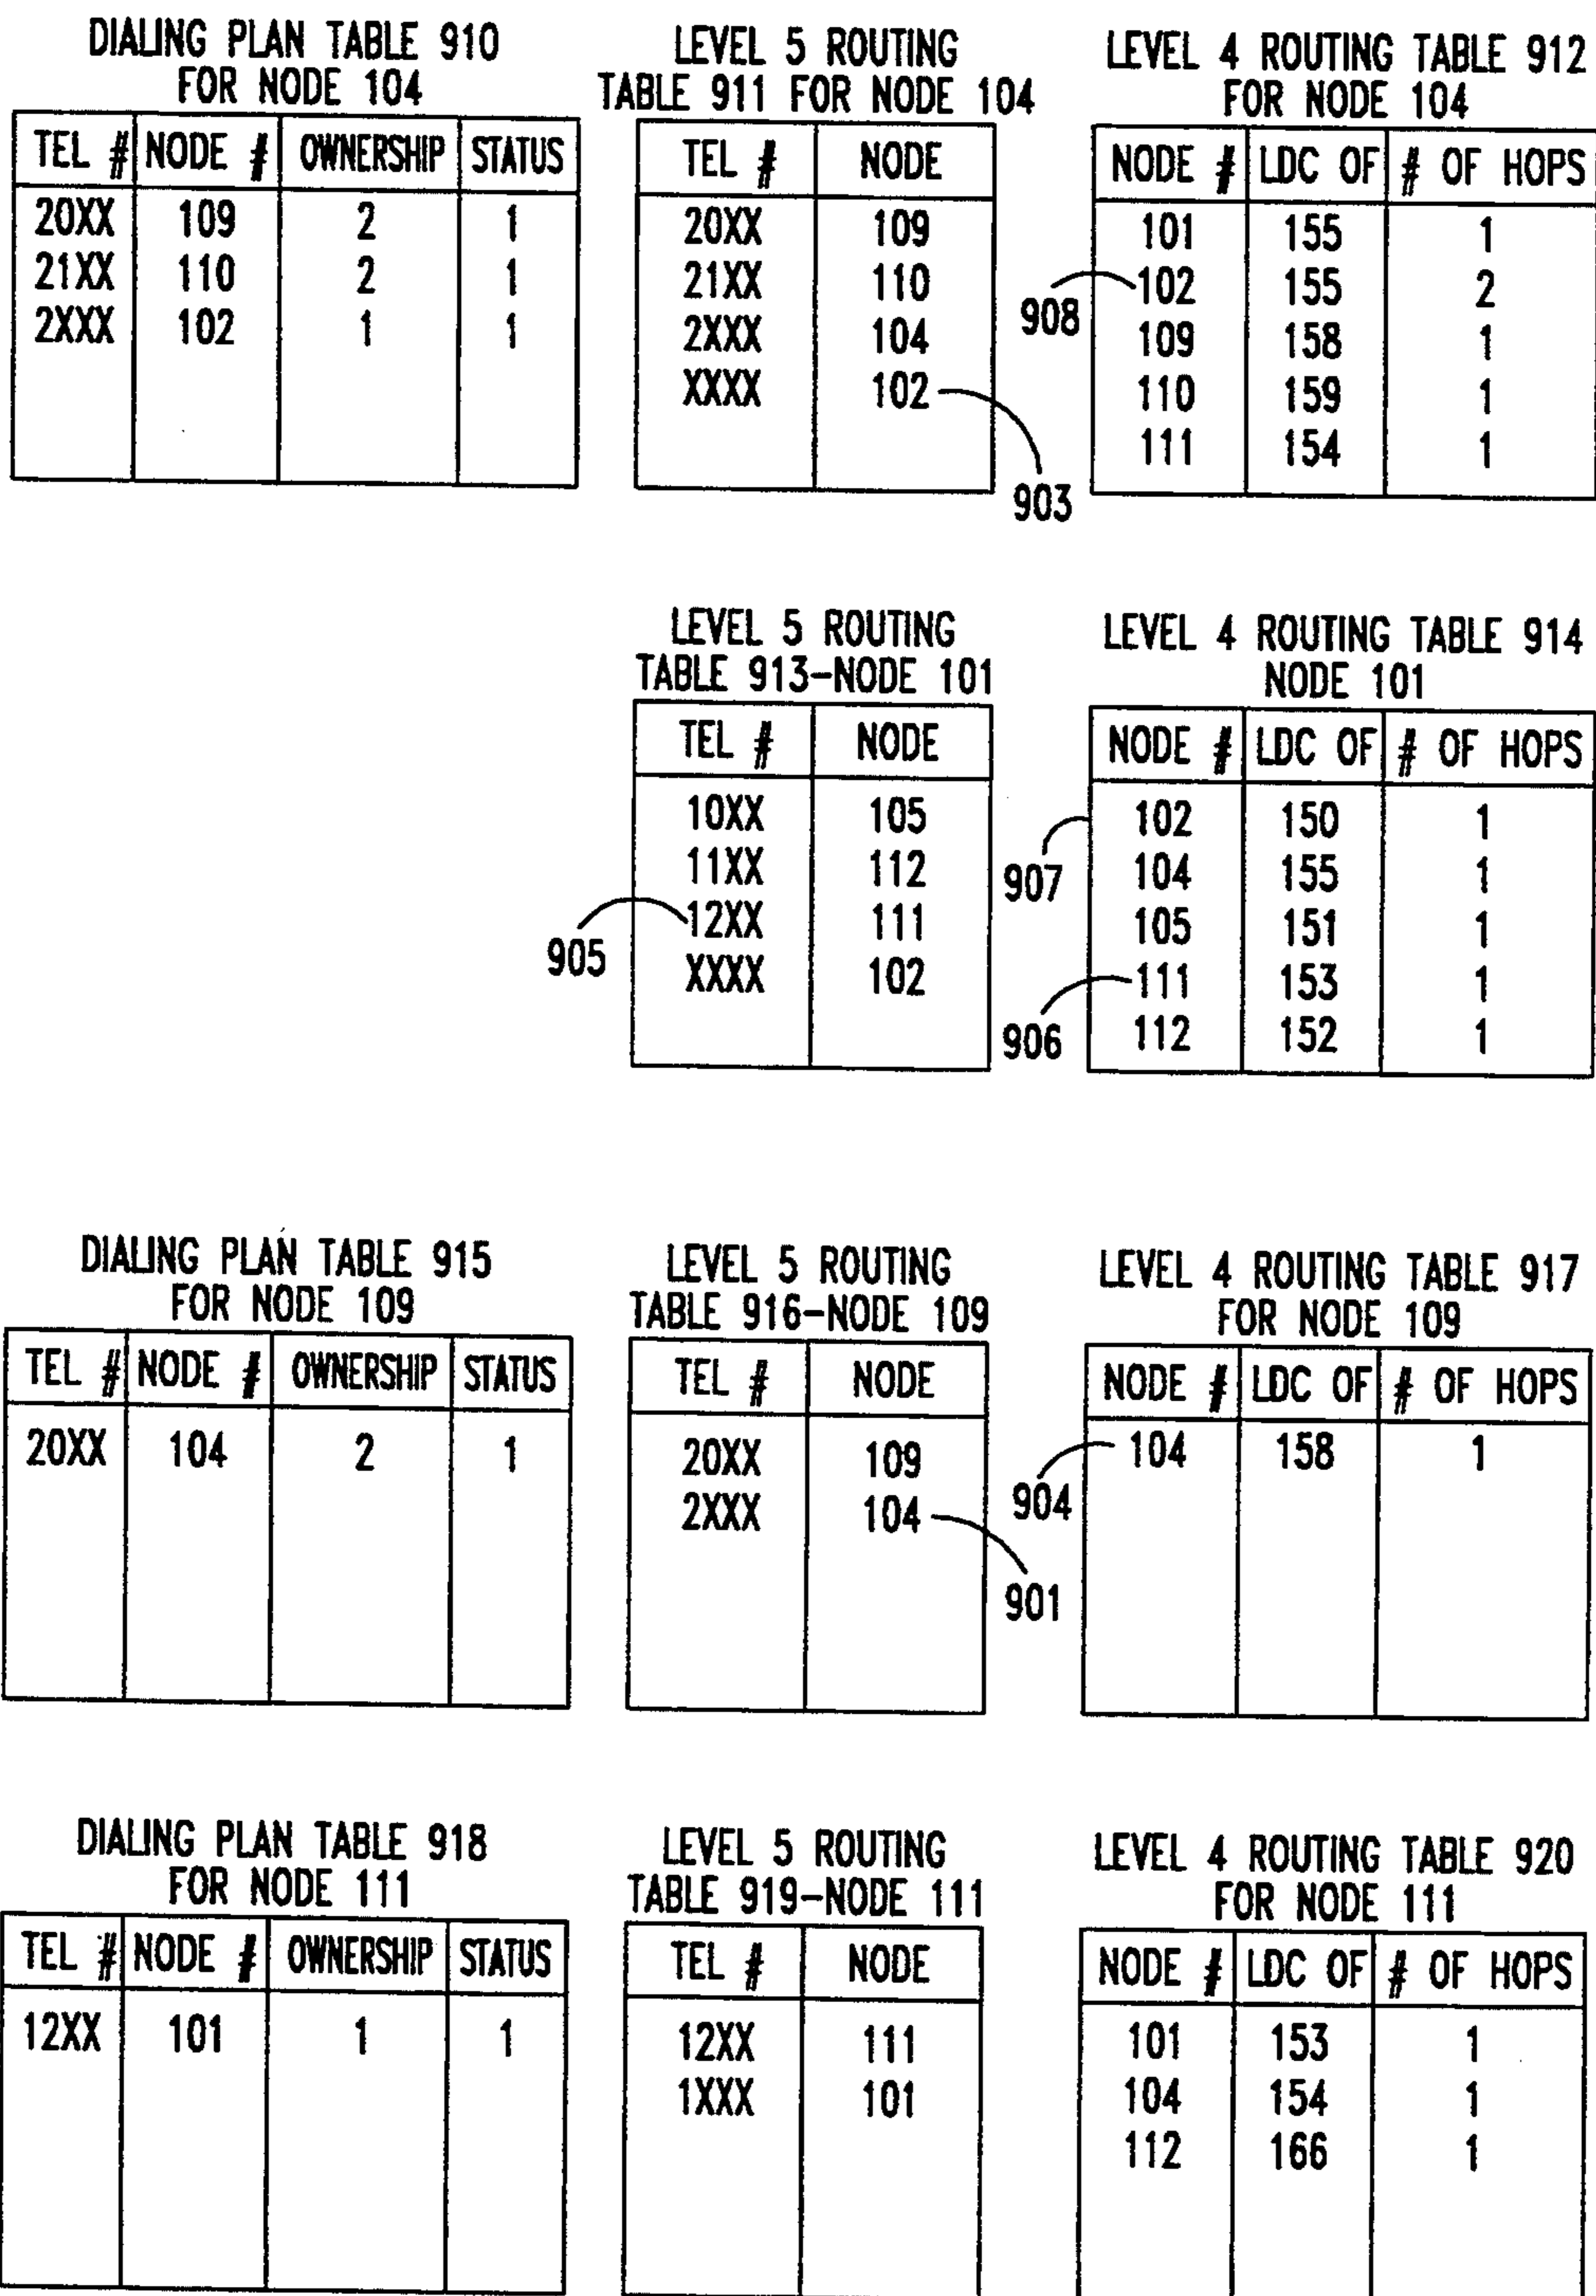 DIALING PLAN TABLE 910
FOR NODE 104
TEL # NODE # OWNERSHIP STATUS
20XX 109 2 1
21XX 110 2 1
2XXX 102 1 1
LEVEL 5 ROUTING
TABLE 911 FOR NODE 104
TEL # NODE
20XX 109
21XX 110
2XXX 104
XXXX 102
903
LEVEL 4 ROUTING TABLE 912
FOR NODE 104
NODE # LDC OF # OF HOPS
101 155 1
102 155 2
908
109 158 1
110 159 1
111 154 1
LEVEL 5 ROUTING
TABLE 913-NODE 101
TEL # NODE
10XX 105
11XX 112
12XX 111
905
XXXX 102
LEVEL 4 ROUTING TABLE 914
NODE 101
NODE # LDC OF # OF HOPS
102 150 1
907
104 155 1
105 151 1
111 153 1
906
112 152 1
DIALING PLAN TABLE 915
FOR NODE 109
TEL # NODE # OWNERSHIP STATUS
20XX 104 2 1
LEVEL 5 ROUTING
TABLE 916-NODE 109
TEL # NODE
20XX 109
2XXX 104
901
LEVEL 4 ROUTING TABLE 917
FOR NODE 109
NODE # LDC OF # OF HOPS
104 158 1
904
DIALING PLAN TABLE 918
FOR NODE 111
TEL # NODE # OWNERSHIP STATUS
12XX 101 1 1
LEVEL 5 ROUTING
TABLE 919-NODE 111
TEL # NODE
12XX 111
1XXX 101
LEVEL 4 ROUTING TABLE 920
FOR NODE 111
NODE # LDC OF # OF HOPS
101 153 1
104 154 1
112 166 1